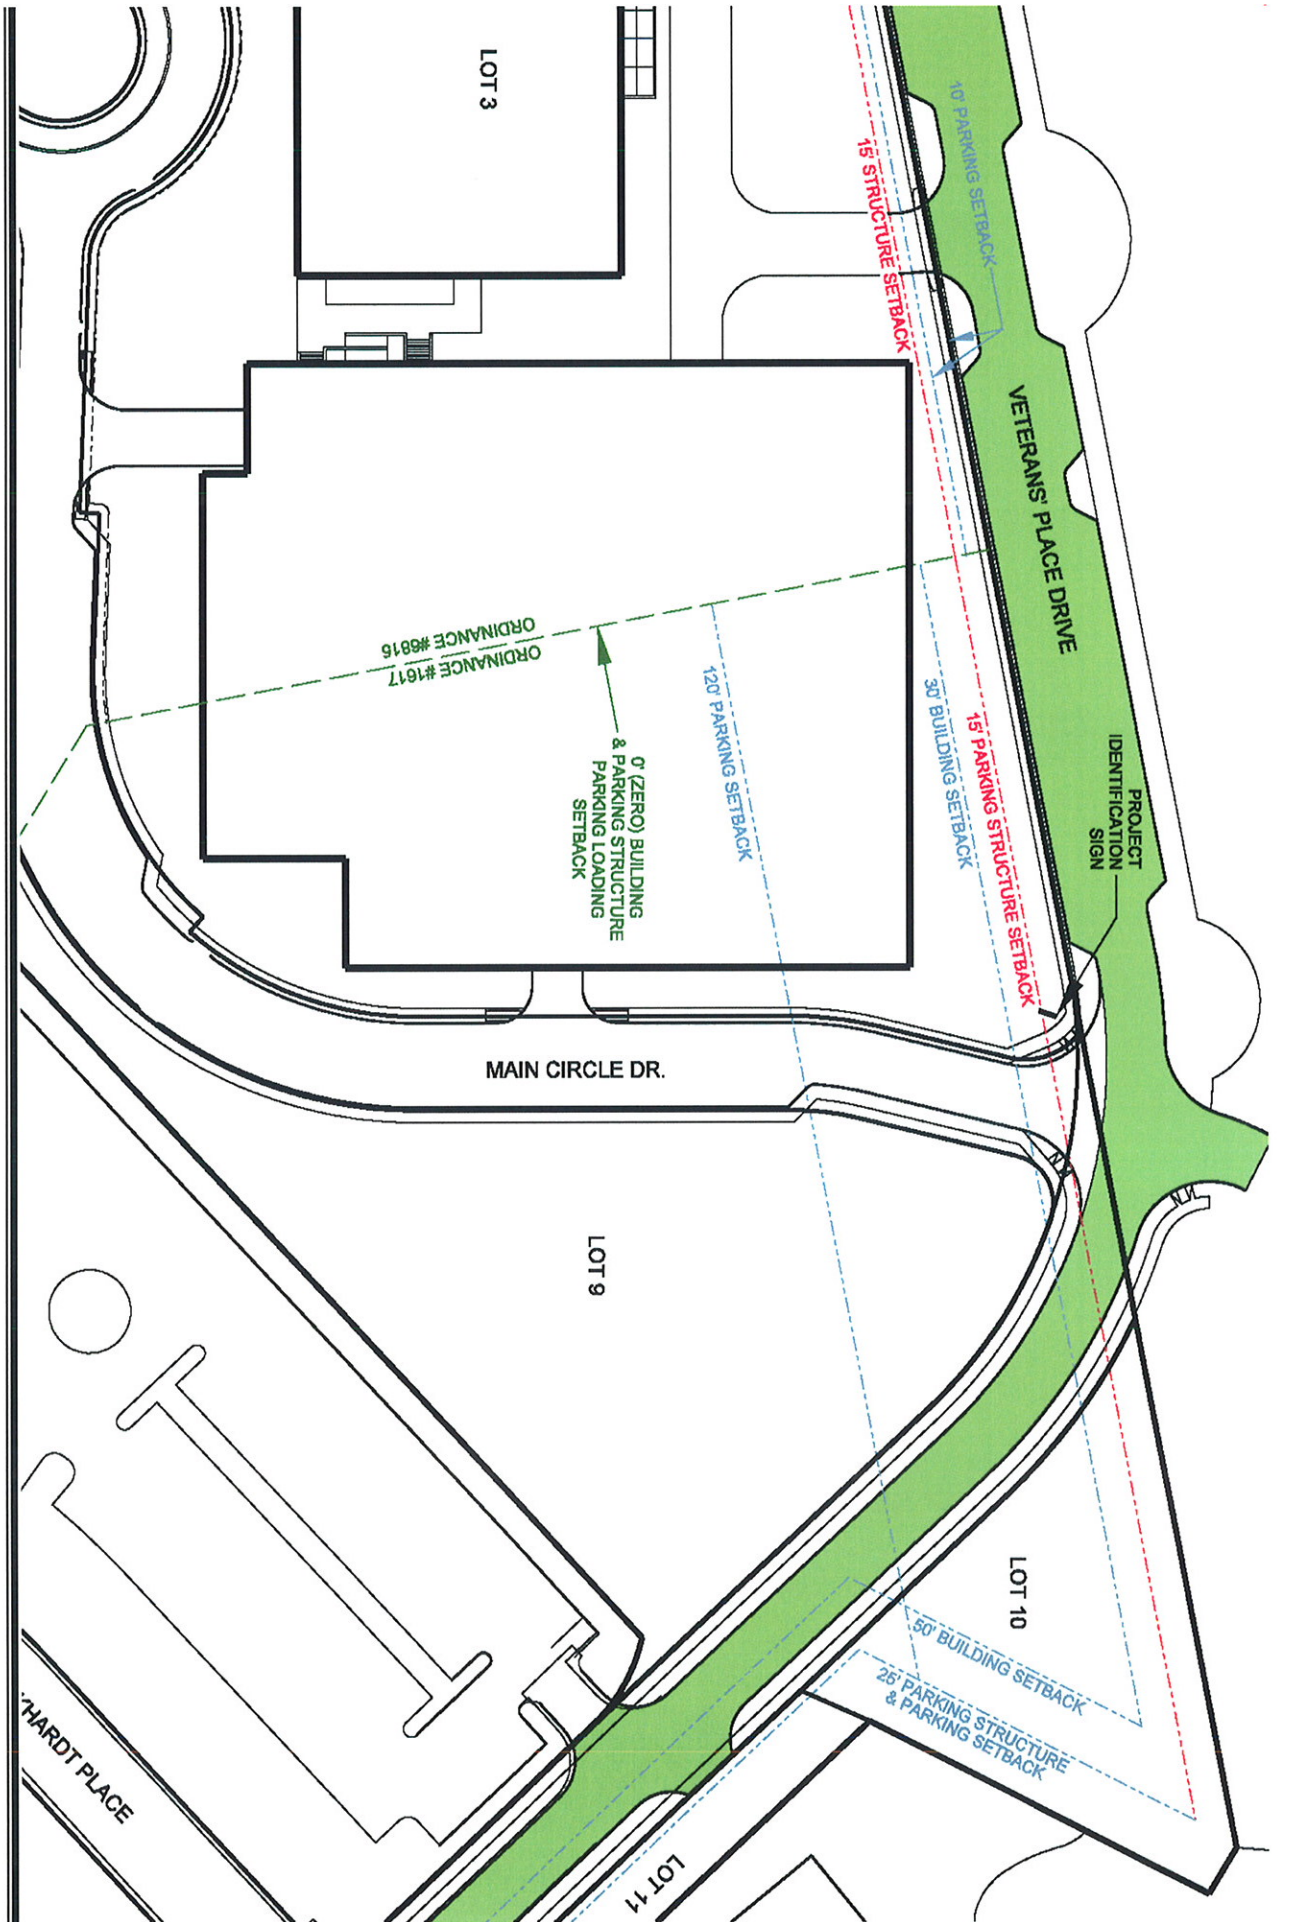 LOT 3
10' PARKING SETBACK
15' STRUCTURE SETBACK
VETERANS' PLACE DRIVE
ORDINANCE #6816
ORDINANCE #1617
0' (ZERO) BUILDING
& PARKING STRUCTURE
PARKING LOADING
SETBACK
120' PARKING SETBACK
30' BUILDING SETBACK
15' PARKING STRUCTURE SETBACK
PROJECT
IDENTIFICATION
SIGN
MAIN CIRCLE DR.
LOT 9
LOT 10
50' BUILDING SETBACK
25' PARKING STRUCTURE
& PARKING SETBACK
LOT 11
PLACE